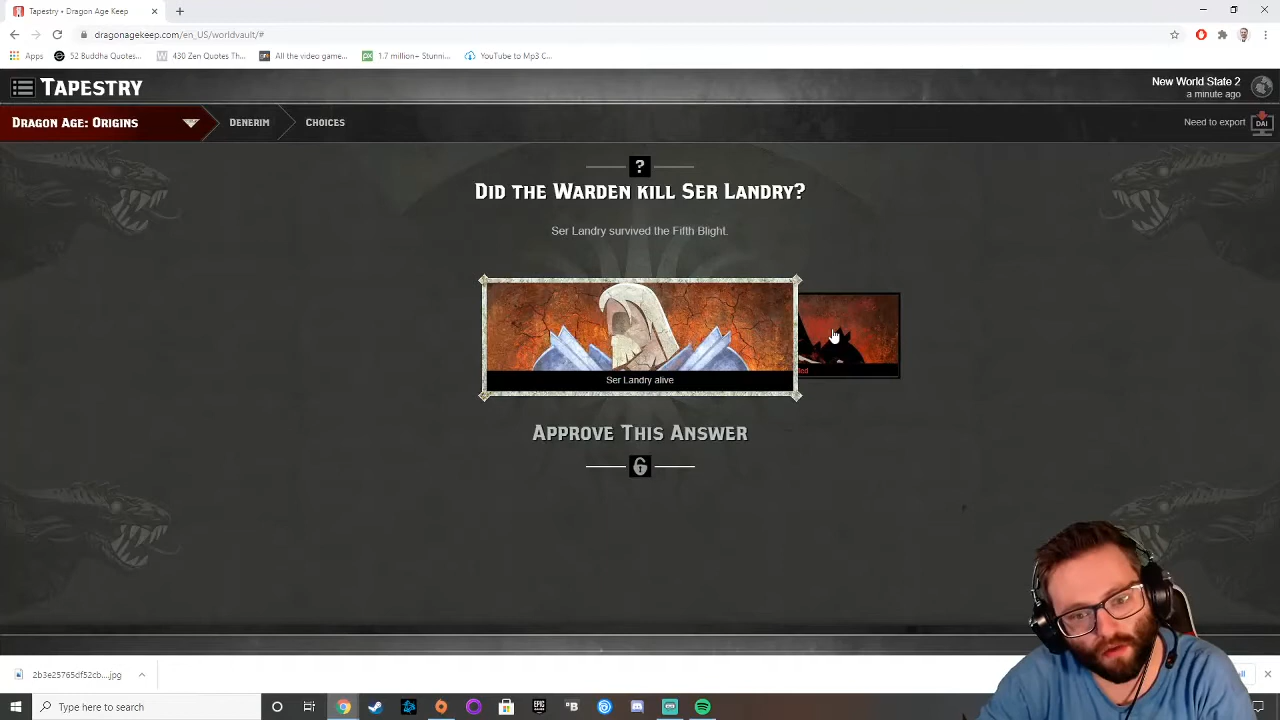 Tapestry • Dragon Age Keep
dragonagekeep.com/en_US/worldvault/#
Apps
52 Buddha Quotes...
430 Zen Quotes Th...
All the video game...
1.7 million+ Stunni...
YouTube to Mp3 C...
TAPESTRY
New World State 2
a minute ago
DRAGON AGE: ORIGINS
DENERIM
CHOICES
Need to export
DAI
?
DID THE WARDEN KILL SER LANDRY?
Ser Landry survived the Fifth Blight.
Ser Landry alive
APPROVE THIS ANSWER
2b3e25765df52cb....jpg
Type here to search
EPIC
B